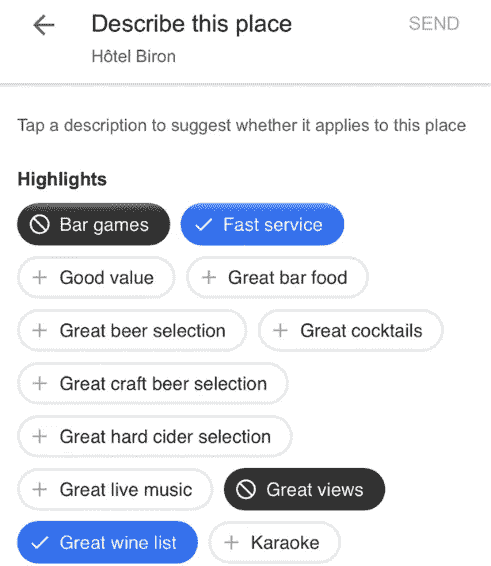 Describe this place SEND
Hôtel Biron
Tap a description to suggest whether it applies to this place
Highlights
Bar games Fast service
Good value Great bar food
Great beer selection Great cocktails
Great craft beer selection
Great hard cider selection
Great live music Great views
Great wine list Karaoke